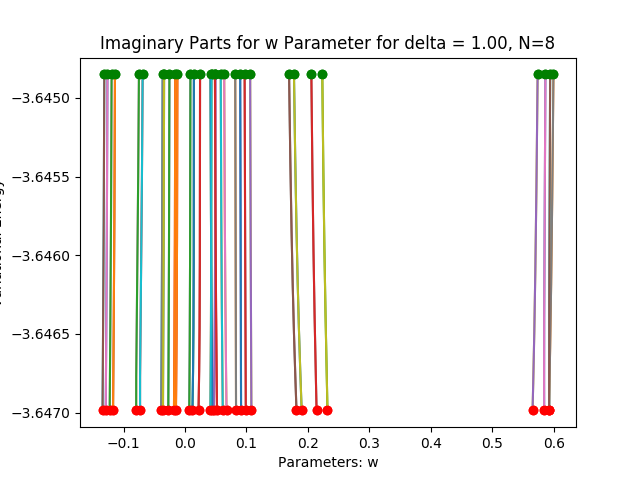 Imaginary Parts for w Parameter for delta = 1.00, N=8
−3.6450
−3.6455
−3.6460
−3.6465
−3.6470
−0.1 0.0 0.1 0.2 0.3 0.4 0.5 0.6
Parameters: w